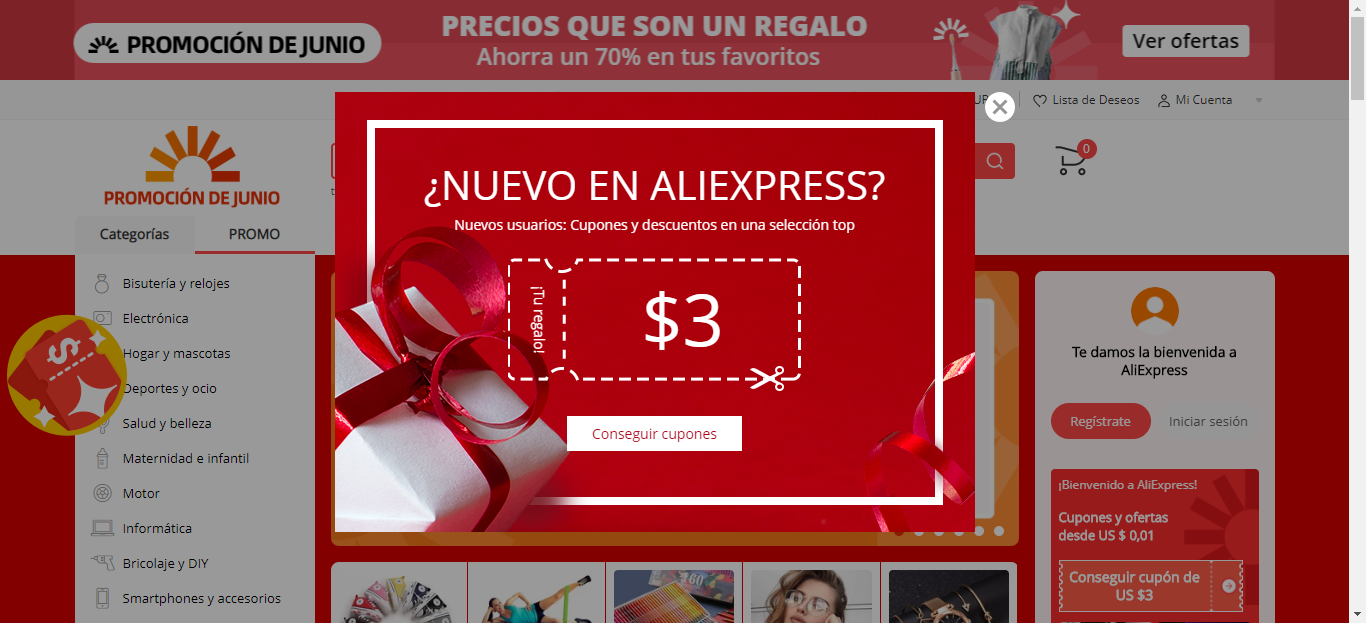 PROMOCIÓN DE JUNIO
PRECIOS QUE SON UN REGALO
Ahorra un 70% en tus favoritos
Ver ofertas
Lista de Deseos
Mi Cuenta
PROMOCIÓN DE JUNIO
0
Categorías
PROMO
Bisutería y relojes
Electrónica
Hogar y mascotas
Deportes y ocio
Salud y belleza
Maternidad e infantil
Motor
Informática
Bricolaje y DIY
Smartphones y accesorios
$
¿NUEVO EN ALIEXPRESS?
Nuevos usuarios: Cupones y descuentos en una selección top
¡Tu regalo!
$3
Conseguir cupones
Te damos la bienvenida a
AliExpress
Regístrate
Iniciar sesión
¡Bienvenido a AliExpress!
Cupones y ofertas
desde US $ 0,01
Conseguir cupón de
US $3